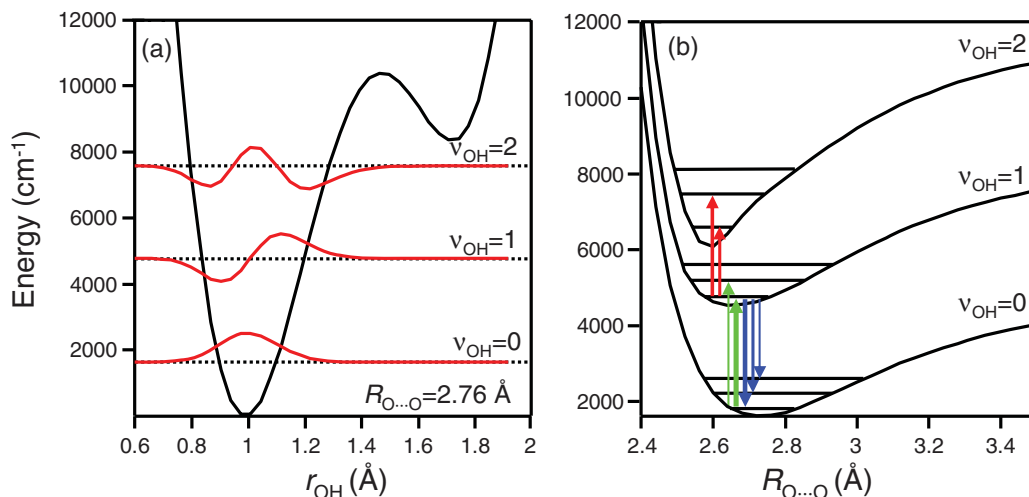 12000
10000
8000
6000
4000
2000
Energy (cm⁻¹)
(a)
νOH=2
νOH=1
νOH=0
RO...O=2.76 Å
0.6 0.8 1 1.2 1.4 1.6 1.8 2
rOH (Å)
12000
10000
8000
6000
4000
2000
(b)
νOH=2
νOH=1
νOH=0
2.4 2.6 2.8 3 3.2 3.4
RO...O (Å)